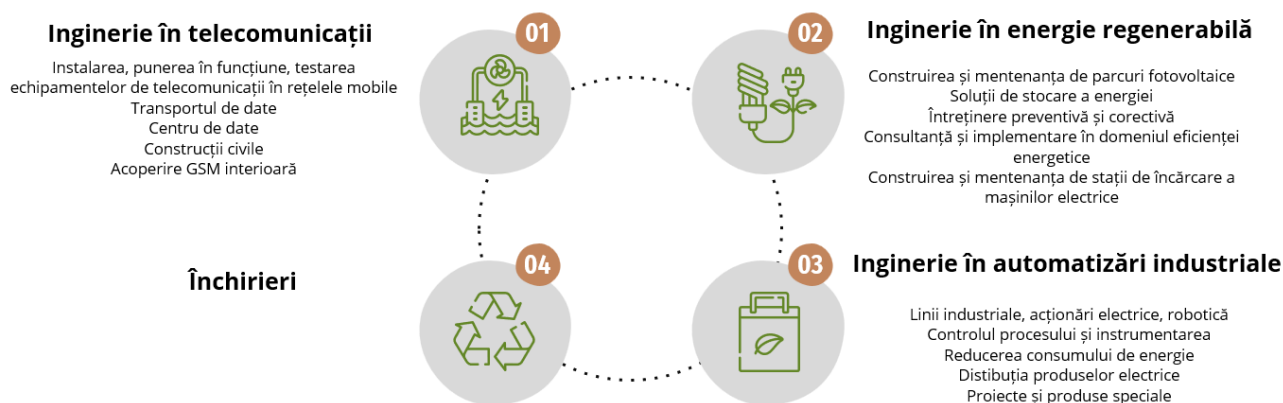 Inginerie în telecomunicații
Instalarea, punerea în funcțiune, testarea
echipamentelor de telecomunicații în rețelele mobile
Transportul de date
Centru de date
Construcții civile
Acoperire GSM interioară
01
02
Inginerie în energie regenerabilă
Construirea și mentenanța de parcuri fotovoltaice
Soluții de stocare a energiei
Întreținere preventivă și corectivă
Consultanță și implementare în domeniul eficienței
energetice
Construirea și mentenanța de stații de încărcare a
mașinilor electrice
Închirieri
04
03
Inginerie în automatizări industriale
Linii industriale, acționări electrice, robotică
Controlul procesului și instrumentarea
Reducerea consumului de energie
Distibuția produselor electrice
Proiecte și produse speciale